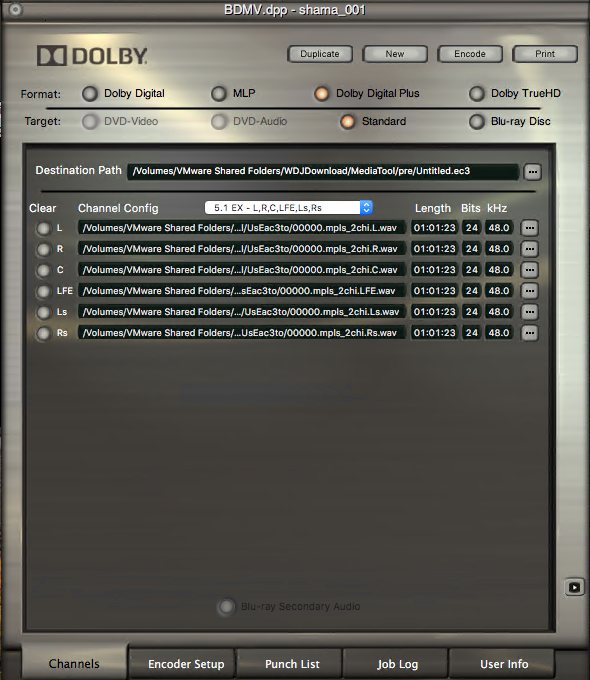 BDMV.dpp - shama_001
DOLBY
Duplicate New Encode Print
Format: Dolby Digital MLP Dolby Digital Plus Dolby TrueHD
Target: DVD-Video DVD-Audio Standard Blu-ray Disc
Destination Path /Volumes/VMware Shared Folders/WDJDownload/MediaTool/pre/Untitled.ec3 ...
Clear Channel Config 5.1 EX - L,R,C,LFE,Ls,Rs Length Bits kHz
L /Volumes/VMware Shared Folders/...l/UsEac3to/00000.mpls_2chi.L.wav 01:01:23 24 48.0 ...
R /Volumes/VMware Shared Folders/...l/UsEac3to/00000.mpls_2chi.R.wav 01:01:23 24 48.0 ...
C /Volumes/VMware Shared Folders/...l/UsEac3to/00000.mpls_2chi.C.wav 01:01:23 24 48.0 ...
LFE /Volumes/VMware Shared Folders/...sEac3to/00000.mpls_2chi.LFE.wav 01:01:23 24 48.0 ...
Ls /Volumes/VMware Shared Folders/.../UsEac3to/00000.mpls_2chi.Ls.wav 01:01:23 24 48.0 ...
Rs /Volumes/VMware Shared Folders/...UsEac3to/00000.mpls_2chi.Rs.wav 01:01:23 24 48.0 ...
Blu-ray Secondary Audio
Channels Encoder Setup Punch List Job Log User Info